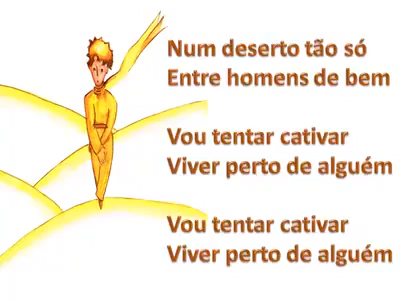 Num deserto tão só
Entre homens de bem
Vou tentar cativar
Viver perto de alguém
Vou tentar cativar
Viver perto de alguém